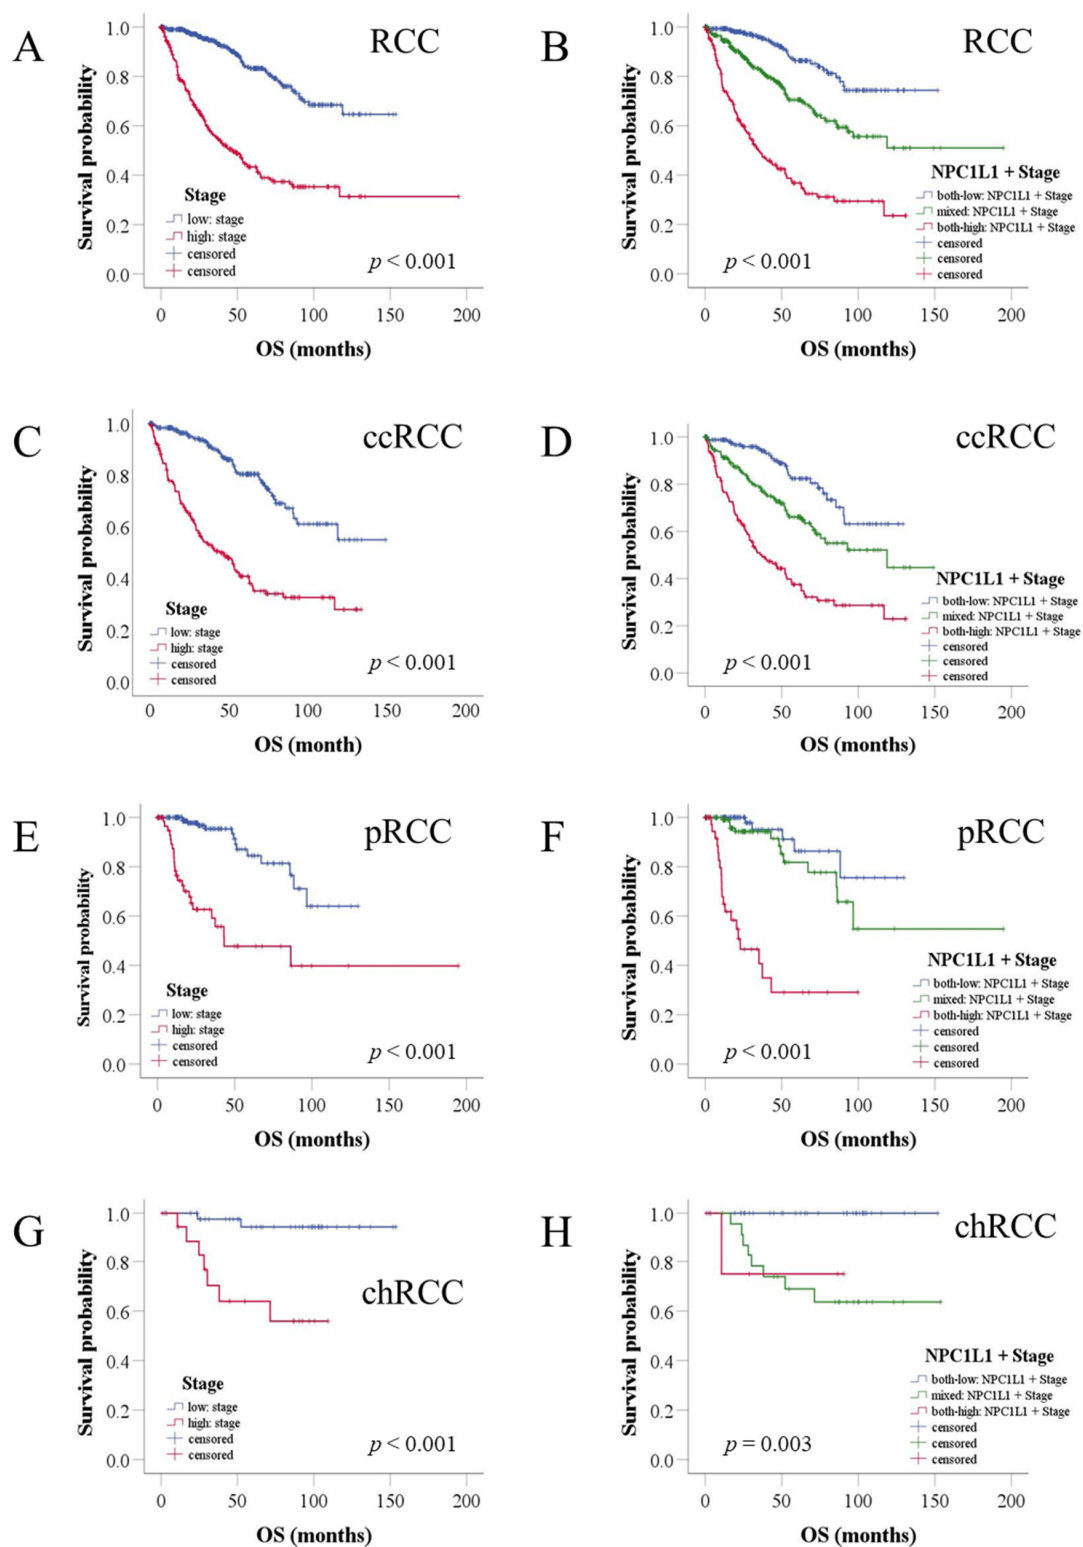 A
RCC
Survival probability
1.0
0.8
0.6
0.4
0.2
0.0
Stage
low: stage
high: stage
censored
censored
p < 0.001
0 50 100 150 200
OS (months)
B
RCC
Survival probability
1.0
0.8
0.6
0.4
0.2
0.0
NPC1L1 + Stage
both-low: NPC1L1 + Stage
mixed: NPC1L1 + Stage
both-high: NPC1L1 + Stage
censored
censored
censored
p < 0.001
0 50 100 150 200
OS (months)
C
ccRCC
Survival probability
1.0
0.8
0.6
0.4
0.2
0.0
Stage
low: stage
high: stage
censored
censored
p < 0.001
0 50 100 150 200
OS (month)
D
ccRCC
Survival probability
1.0
0.8
0.6
0.4
0.2
0.0
NPC1L1 + Stage
both-low: NPC1L1 + Stage
mixed: NPC1L1 + Stage
both-high: NPC1L1 + Stage
censored
censored
censored
p < 0.001
0 50 100 150 200
OS (months)
E
pRCC
Survival probability
1.0
0.8
0.6
0.4
0.2
0.0
Stage
low: stage
high: stage
censored
censored
p < 0.001
0 50 100 150 200
OS (months)
F
pRCC
Survival probability
1.0
0.8
0.6
0.4
0.2
0.0
NPC1L1 + Stage
both-low: NPC1L1 + Stage
mixed: NPC1L1 + Stage
both-high: NPC1L1 + Stage
censored
censored
censored
p < 0.001
0 50 100 150 200
OS (months)
G
chRCC
Survival probability
1.0
0.8
0.6
0.4
0.2
0.0
Stage
low: stage
high: stage
censored
censored
p < 0.001
0 50 100 150 200
OS (months)
H
chRCC
Survival probability
1.0
0.8
0.6
0.4
0.2
0.0
NPC1L1 + Stage
both-low: NPC1L1 + Stage
mixed: NPC1L1 + Stage
both-high: NPC1L1 + Stage
censored
censored
censored
p = 0.003
0 50 100 150 200
OS (months)